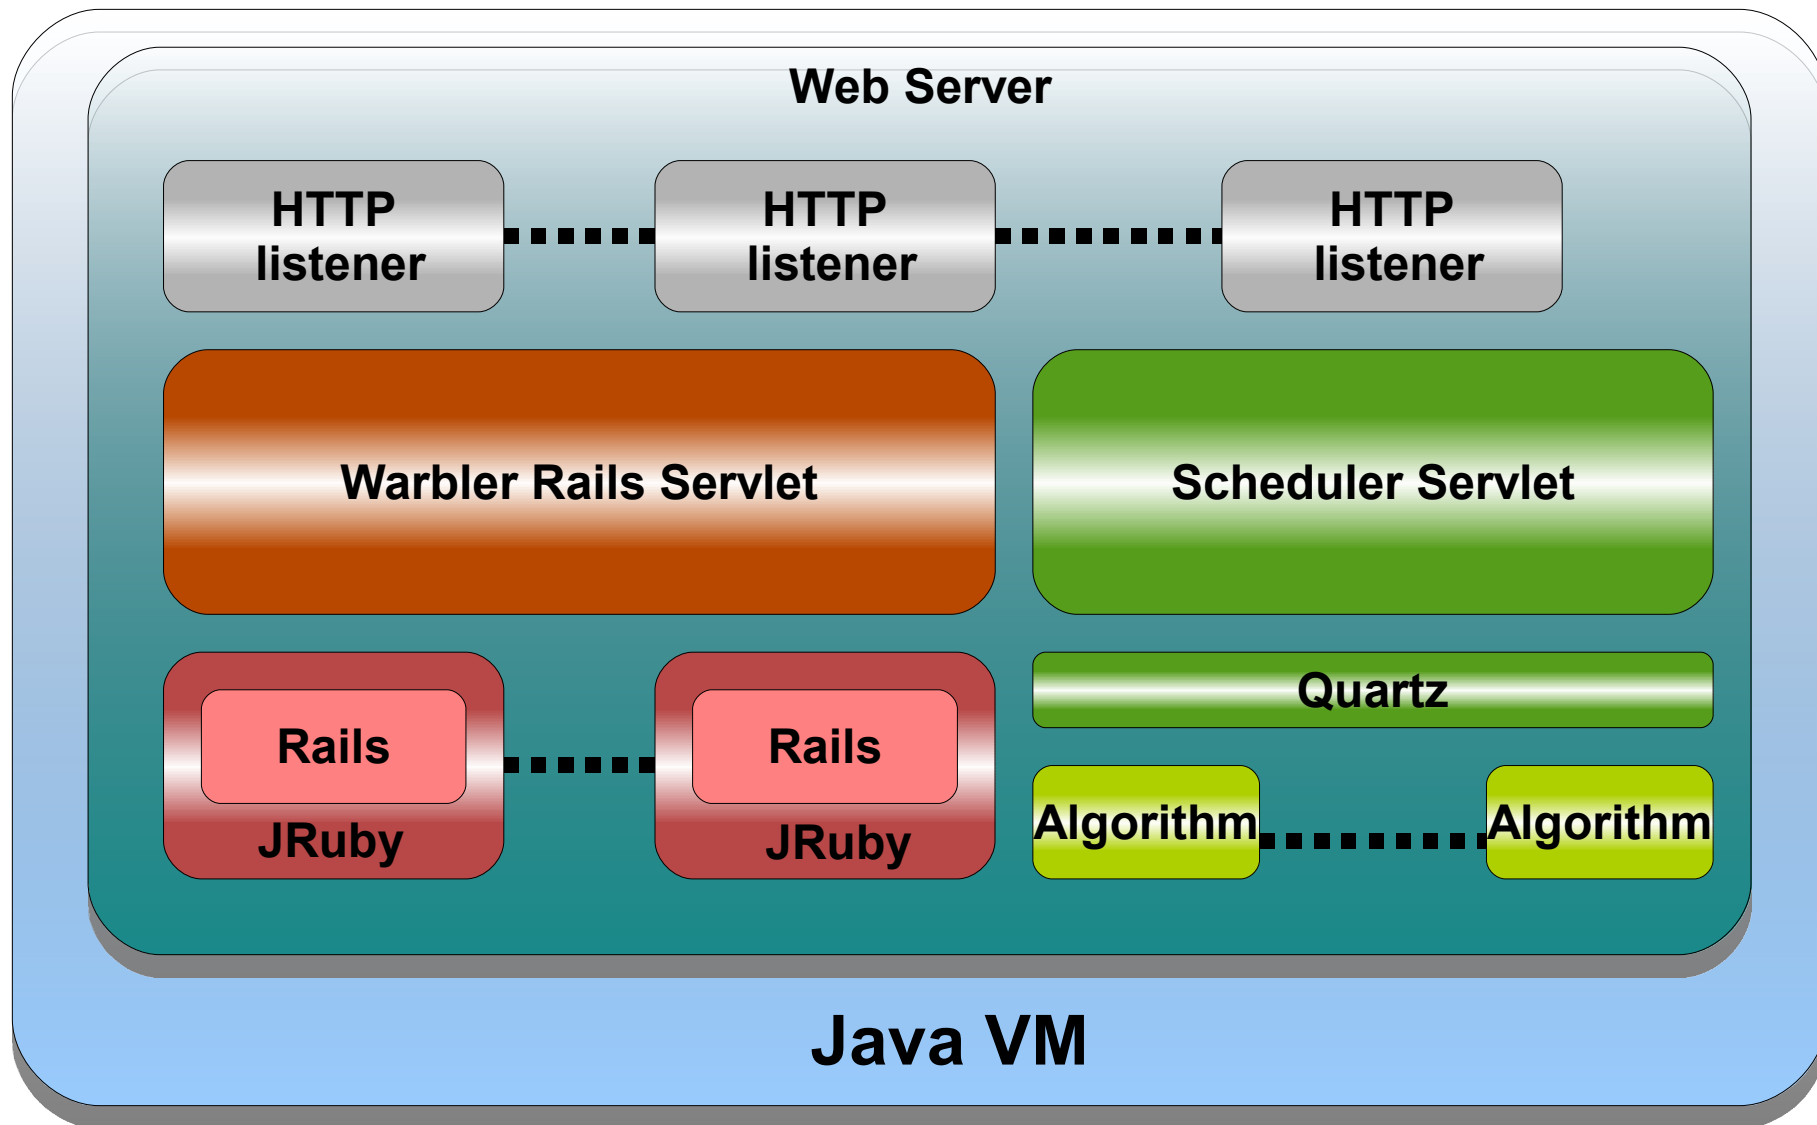 Web Server
HTTP
listener
HTTP
listener
HTTP
listener
Warbler Rails Servlet
Scheduler Servlet
Rails
JRuby
Rails
JRuby
Quartz
Algorithm
Algorithm
Java VM